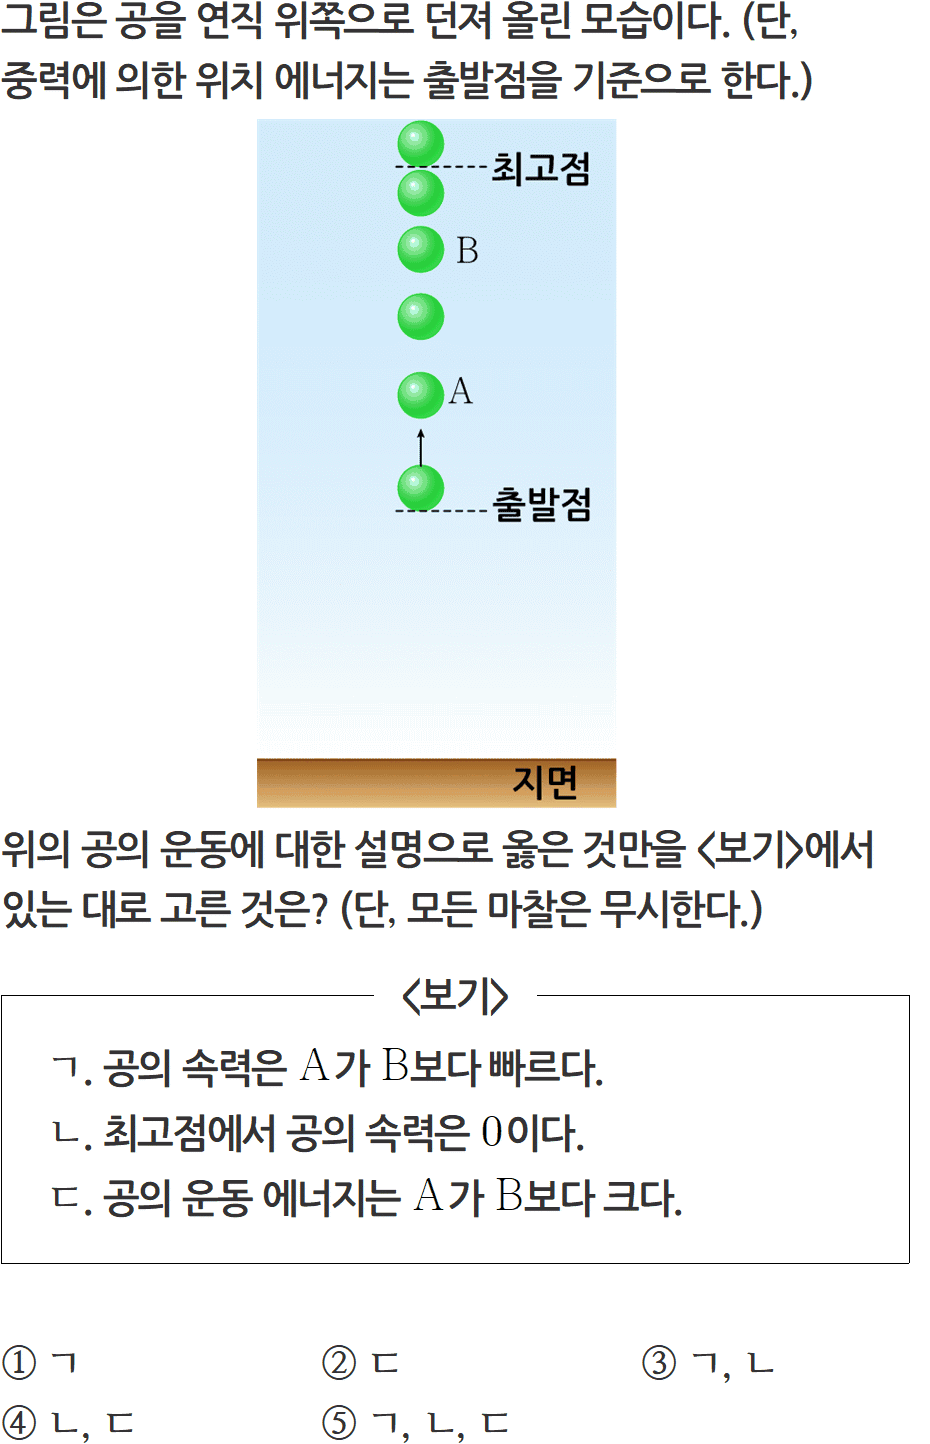 그림은 공을 연직 위쪽으로 던져 올린 모습이다. (단,
중력에 의한 위치 에너지는 출발점을 기준으로 한다.)
최고점
B
A
출발점
지면
위의 공의 운동에 대한 설명으로 옳은 것만을 <보기>에서
있는 대로 고른 것은? (단, 모든 마찰은 무시한다.)
<보기>
ㄱ. 공의 속력은 A가 B보다 빠르다.
ㄴ. 최고점에서 공의 속력은 0이다.
ㄷ. 공의 운동 에너지는 A가 B보다 크다.
① ㄱ ② ㄷ ③ ㄱ, ㄴ
④ ㄴ, ㄷ ⑤ ㄱ, ㄴ, ㄷ